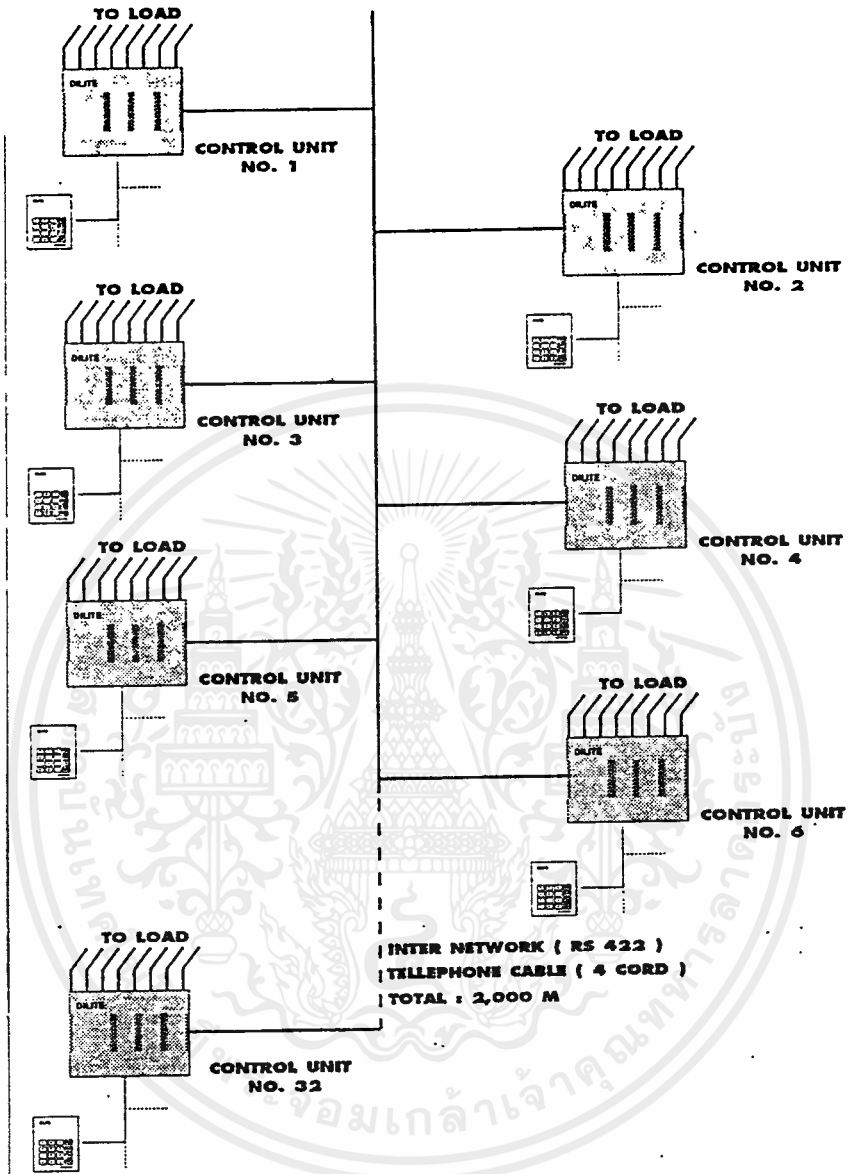 TO LOAD
DILITE
CONTROL UNIT
NO. 1
TO LOAD
DILITE
CONTROL UNIT
NO. 2
TO LOAD
DILITE
CONTROL UNIT
NO. 3
TO LOAD
DILITE
CONTROL UNIT
NO. 4
TO LOAD
DILITE
CONTROL UNIT
NO. 5
TO LOAD
DILITE
CONTROL UNIT
NO. 6
TO LOAD
DILITE
CONTROL UNIT
NO. 32
INTER NETWORK ( RS 422 )
TELLEPHONE CABLE ( 4 CORD )
TOTAL : 2,000 M